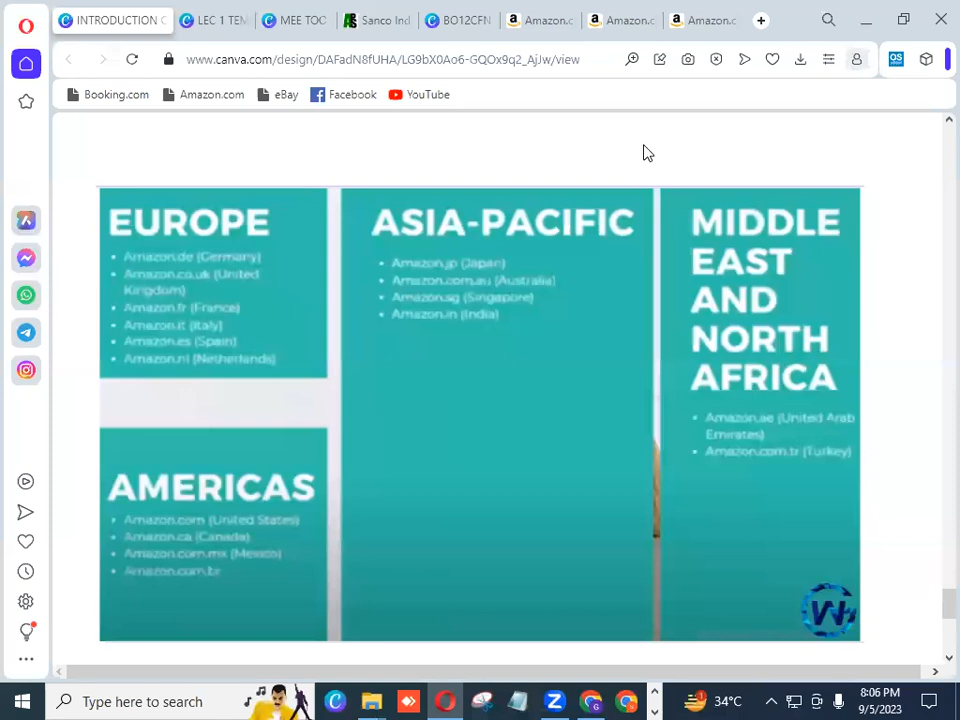 INTRODUCTION C
LEC 1 TEM
MEE TOO
Sanco Ind
BO12CFN
Amazon.c
Amazon.c
Amazon.c
www.canva.com/design/DAFadN8fUHA/LG9bX0Ao6-GQOx9q2_AjJw/view
Booking.com
Amazon.com
eBay
Facebook
YouTube
EUROPE
Amazon.de (Germany)
Amazon.co.uk (United
Kingdom)
Amazon.fr (France)
Amazon.it (Italy)
Amazon.es (Spain)
Amazon.nl (Netherlands)
AMERICAS
Amazon.com (United States)
Amazon.ca (Canada)
Amazon.com.mx (Mexico)
Amazon.com.br
ASIA-PACIFIC
Amazon.jp (Japan)
Amazon.com.au (Australia)
Amazon.sg (Singapore)
Amazon.in (India)
MIDDLE
EAST
AND
NORTH
AFRICA
Amazon.ae (United Arab
Emirates)
Amazon.com.tr (Turkey)
Type here to search
34°C
8:06 PM
9/5/2023